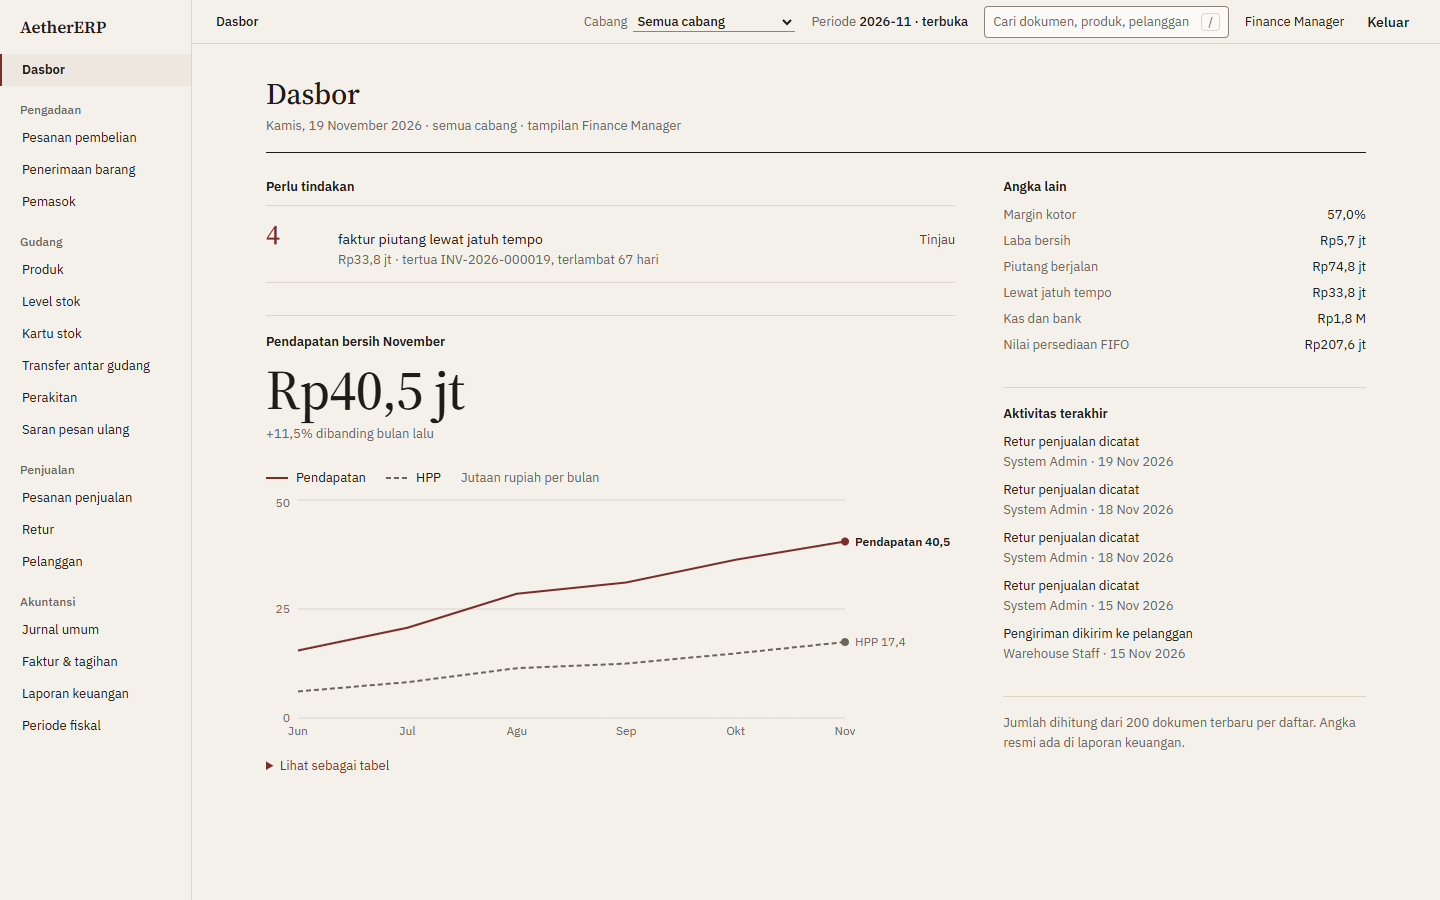 AetherERP
Dasbor
Pengadaan
Pesanan pembelian
Penerimaan barang
Pemasok
Gudang
Produk
Level stok
Kartu stok
Transfer antar gudang
Perakitan
Saran pesan ulang
Penjualan
Pesanan penjualan
Retur
Pelanggan
Akuntansi
Jurnal umum
Faktur & tagihan
Laporan keuangan
Periode fiskal
Dasbor
Cabang Semua cabang
Periode 2026-11 · terbuka
Cari dokumen, produk, pelanggan /
Finance Manager
Keluar
Dasbor
Kamis, 19 November 2026 · semua cabang · tampilan Finance Manager
Perlu tindakan
4 faktur piutang lewat jatuh tempo Tinjau
Rp33,8 jt · tertua INV-2026-000019, terlambat 67 hari
Pendapatan bersih November
Rp40,5 jt
+11,5% dibanding bulan lalu
Pendapatan HPP Jutaan rupiah per bulan
50
Pendapatan 40,5
25
HPP 17,4
0
Jun Jul Agu Sep Okt Nov
Lihat sebagai tabel
Angka lain
Margin kotor 57,0%
Laba bersih Rp5,7 jt
Piutang berjalan Rp74,8 jt
Lewat jatuh tempo Rp33,8 jt
Kas dan bank Rp1,8 M
Nilai persediaan FIFO Rp207,6 jt
Aktivitas terakhir
Retur penjualan dicatat
System Admin · 19 Nov 2026
Retur penjualan dicatat
System Admin · 18 Nov 2026
Retur penjualan dicatat
System Admin · 18 Nov 2026
Retur penjualan dicatat
System Admin · 15 Nov 2026
Pengiriman dikirim ke pelanggan
Warehouse Staff · 15 Nov 2026
Jumlah dihitung dari 200 dokumen terbaru per daftar. Angka
resmi ada di laporan keuangan.